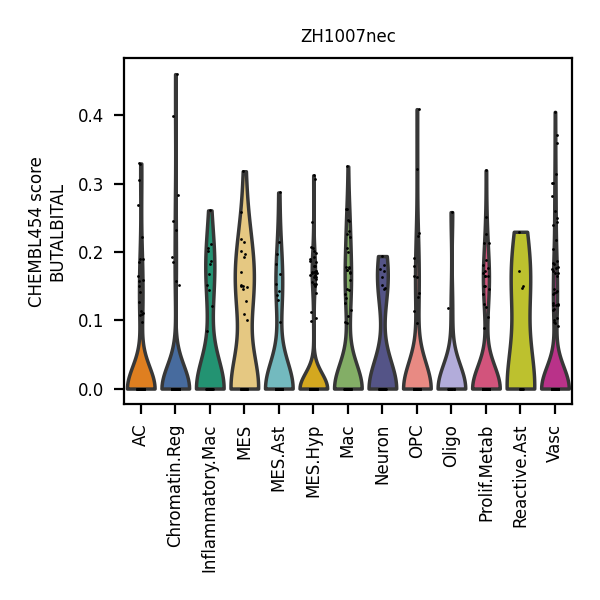 ZH1007nec
CHEMBL454 score
BUTALBITAL
0.4
0.3
0.2
0.1
0.0
AC
Chromatin.Reg
Inflammatory.Mac
MES
MES.Ast
MES.Hyp
Mac
Neuron
OPC
Oligo
Prolif.Metab
Reactive.Ast
Vasc